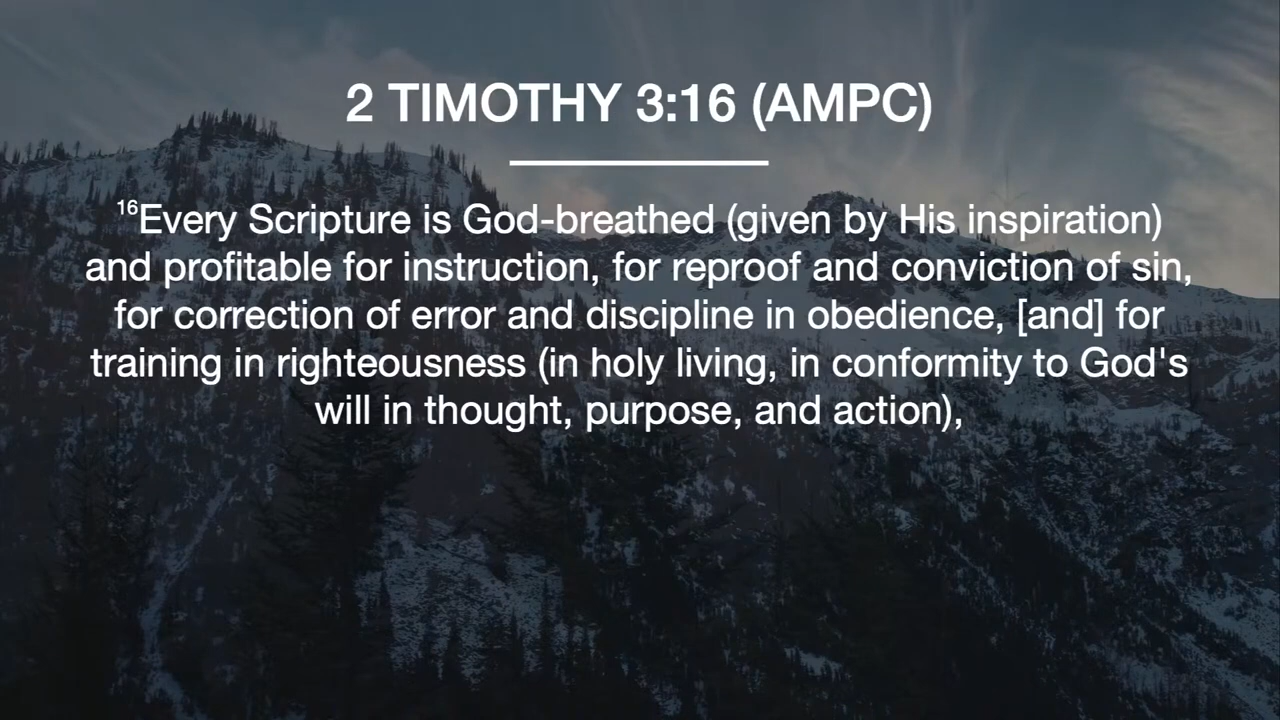 2 TIMOTHY 3:16 (AMPC)
16Every Scripture is God-breathed (given by His inspiration)
and profitable for instruction, for reproof and conviction of sin,
for correction of error and discipline in obedience, [and] for
training in righteousness (in holy living, in conformity to God's
will in thought, purpose, and action),